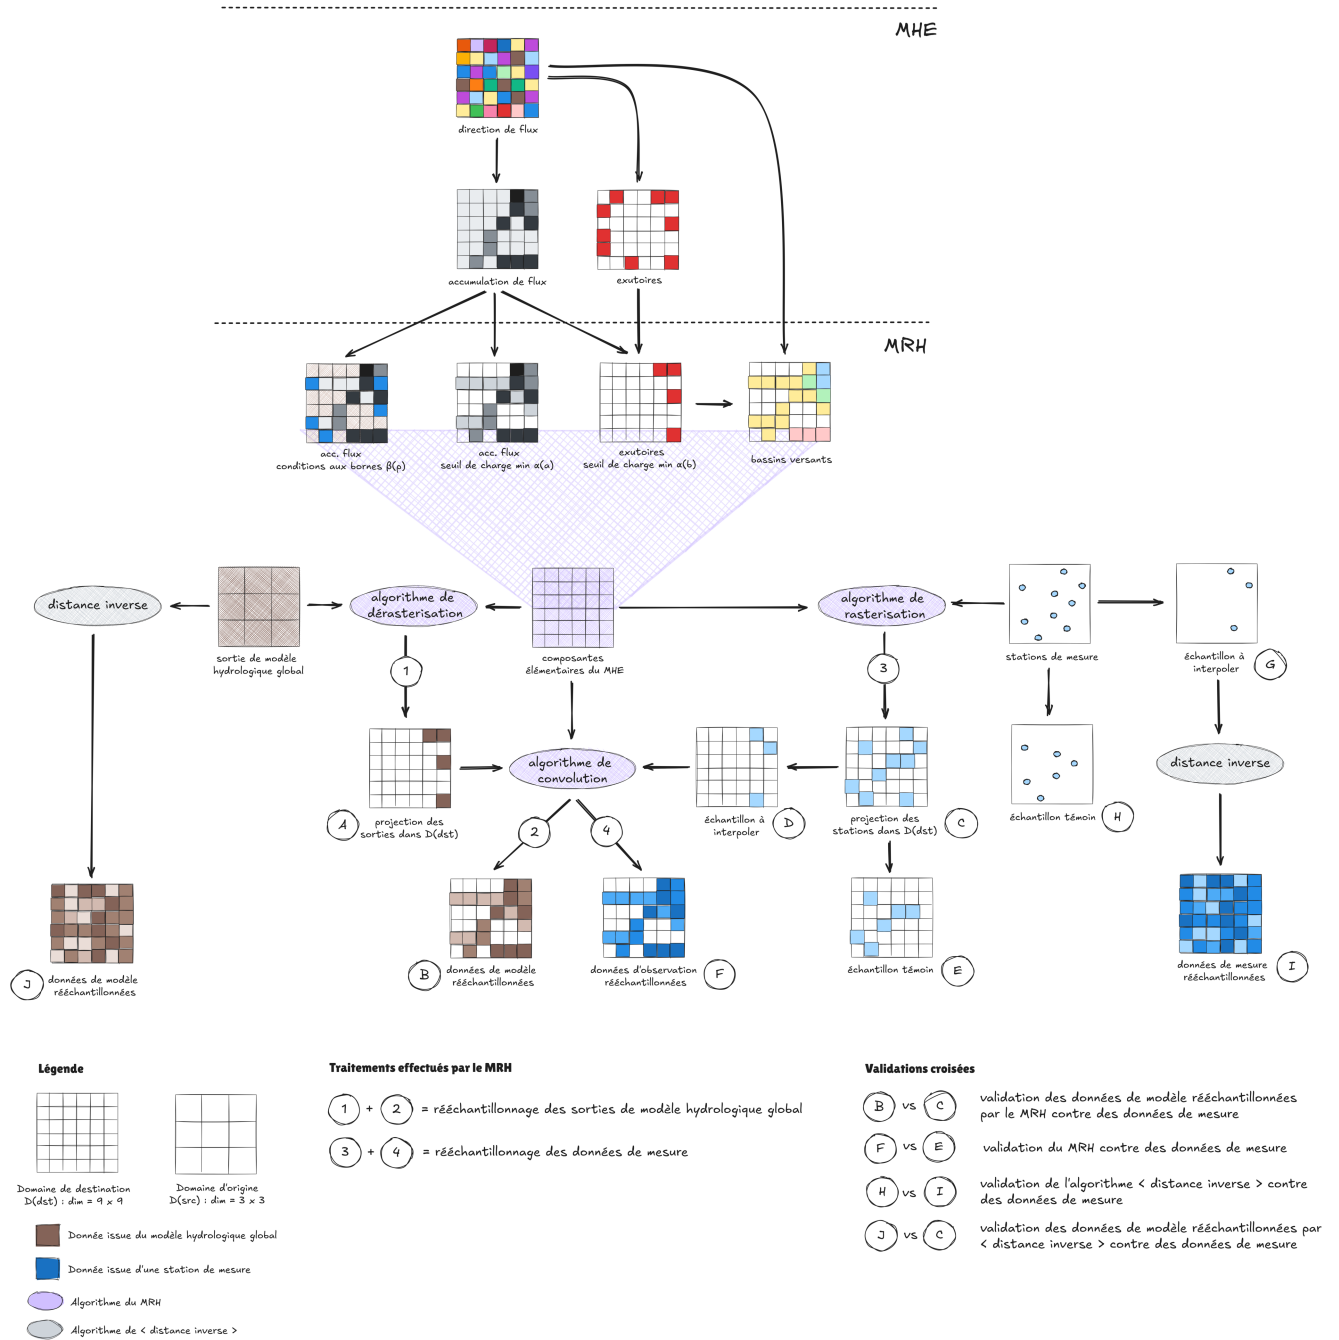 MHE
direction de flux
accumulation de flux
exutoires
MRH
acc. flux
conditions aux bornes β(ρ)
acc. flux
seuil de charge min α(a)
exutoires
seuil de charge min α(b)
bassins versants
distance inverse
sortie de modèle
hydrologique global
algorithme de
dérasterisation
composantes
élémentaires du MHE
algorithme de
rasterisation
stations de mesure
échantillon à
interpoler
G
1
3
projection des
sorties dans D(dst)
A
algorithme de
convolution
échantillon à
interpoler
D
projection des
stations dans D(dst)
C
échantillon témoin
H
distance inverse
2
4
J
données de modèle
rééchantillonnées
B
données de modèle
rééchantillonnées
données d'observation
rééchantillonnées
F
échantillon témoin
E
données de mesure
rééchantillonnées
I
Légende
Domaine de destination
D(dst) : dim = 9 x 9
Domaine d'origine
D(src) : dim = 3 x 3
Donnée issue du modèle hydrologique global
Donnée issue d'une station de mesure
Algorithme du MRH
Algorithme de < distance inverse >
Traitements effectués par le MRH
1 + 2 = rééchantillonnage des sorties de modèle hydrologique global
3 + 4 = rééchantillonnage des données de mesure
Validations croisées
B vs C validation des données de modèle rééchantillonnées
par le MRH contre des données de mesure
F vs E validation du MRH contre des données de mesure
H vs I validation de l'algorithme < distance inverse > contre
des données de mesure
J vs C validation des données de modèle rééchantillonnées par
< distance inverse > contre des données de mesure